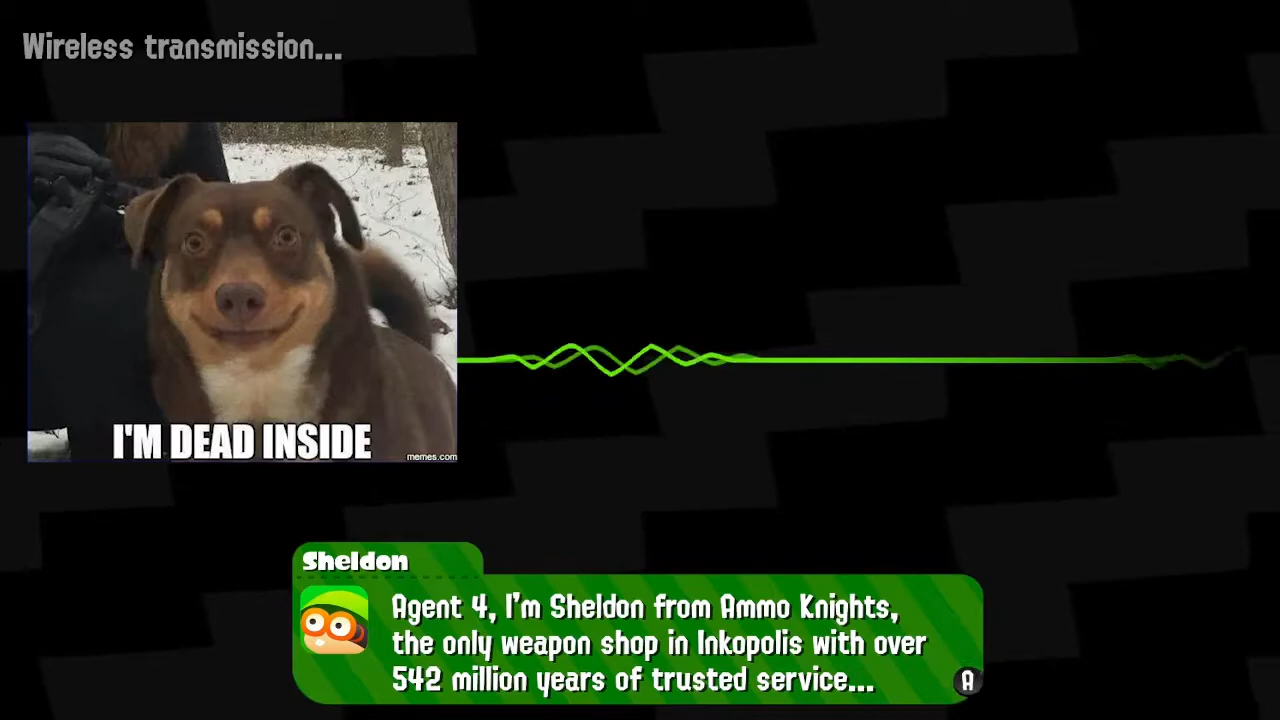 Wireless transmission...
I'M DEAD INSIDE
memes.com
Sheldon
Agent 4, I'm Sheldon from Ammo Knights,
the only weapon shop in Inkopolis with over
542 million years of trusted service...
A